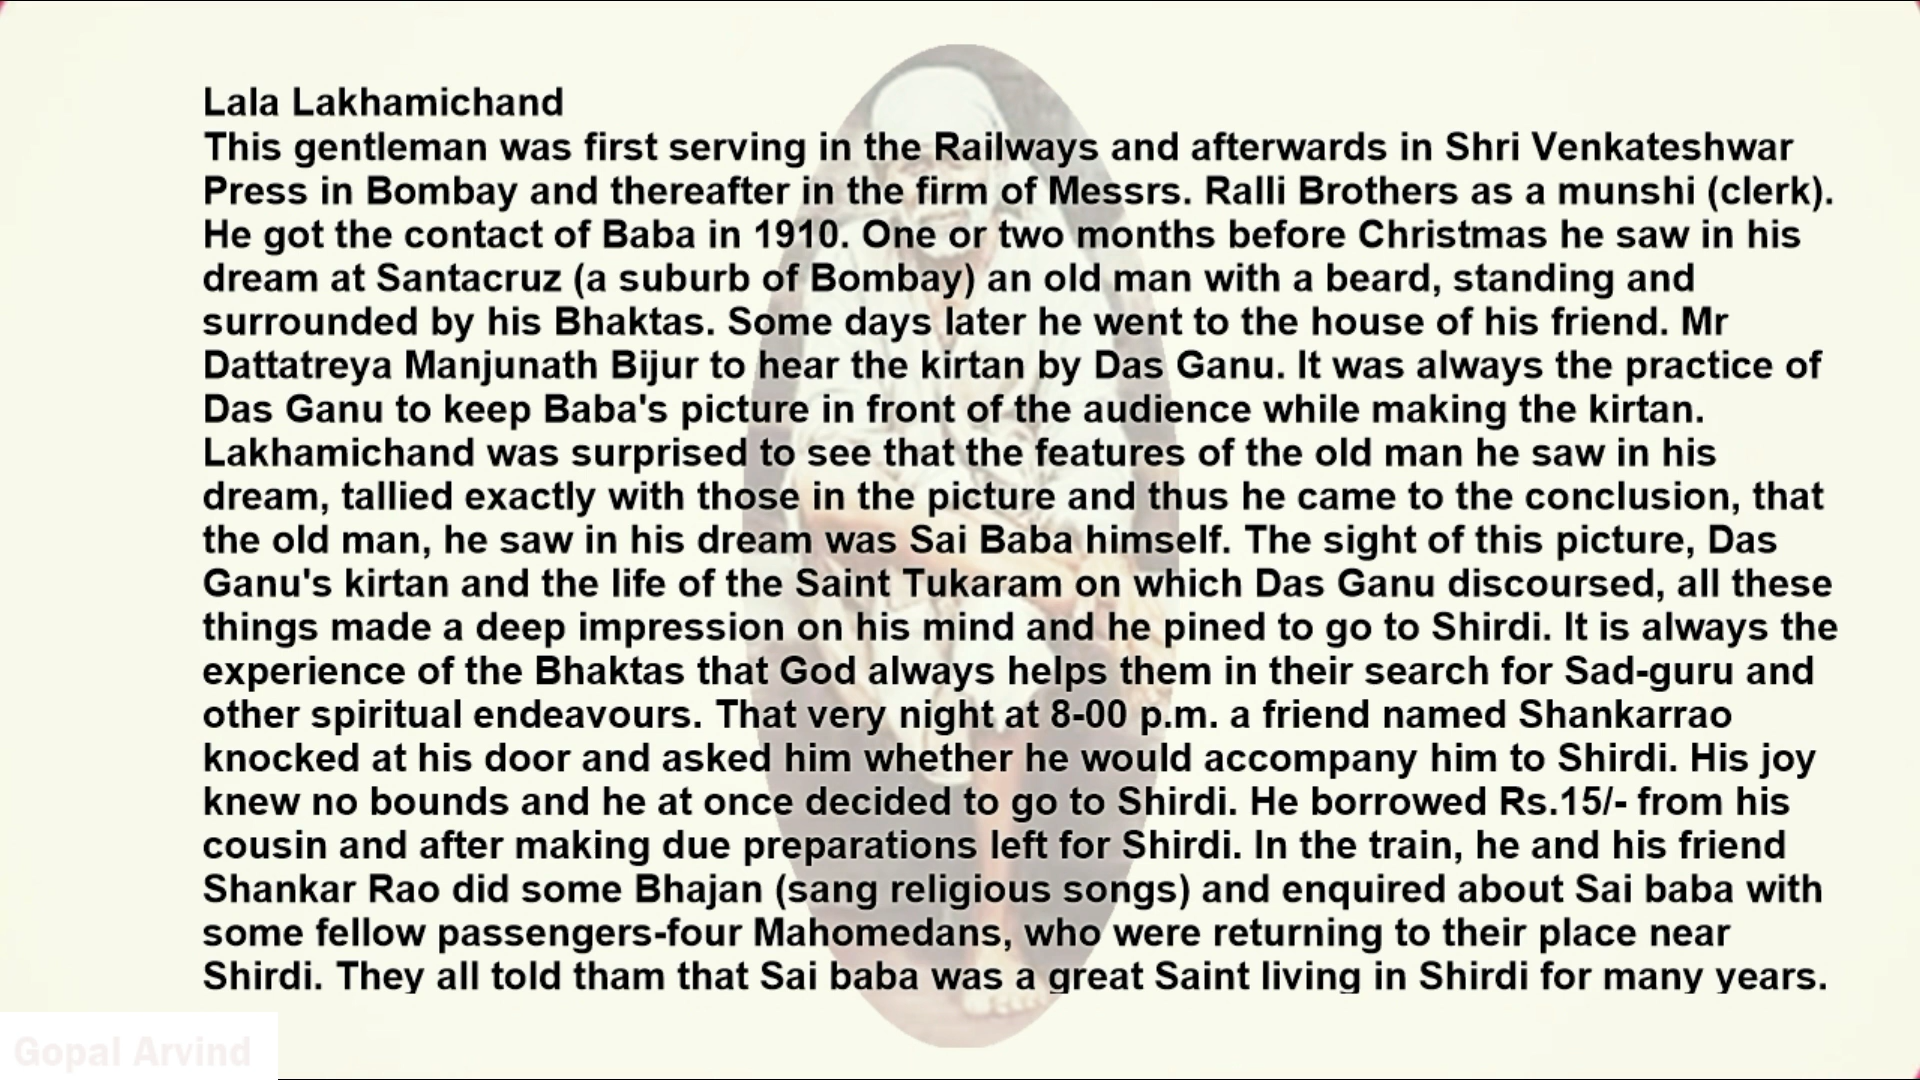 Lala Lakhamichand
This gentleman was first serving in the Railways and afterwards in Shri Venkateshwar
Press in Bombay and thereafter in the firm of Messrs. Ralli Brothers as a munshi (clerk).
He got the contact of Baba in 1910. One or two months before Christmas he saw in his
dream at Santacruz (a suburb of Bombay) an old man with a beard, standing and
surrounded by his Bhaktas. Some days later he went to the house of his friend. Mr
Dattatreya Manjunath Bijur to hear the kirtan by Das Ganu. It was always the practice of
Das Ganu to keep Baba's picture in front of the audience while making the kirtan.
Lakhamichand was surprised to see that the features of the old man he saw in his
dream, tallied exactly with those in the picture and thus he came to the conclusion, that
the old man, he saw in his dream was Sai Baba himself. The sight of this picture, Das
Ganu's kirtan and the life of the Saint Tukaram on which Das Ganu discoursed, all these
things made a deep impression on his mind and he pined to go to Shirdi. It is always the
experience of the Bhaktas that God always helps them in their search for Sad-guru and
other spiritual endeavours. That very night at 8-00 p.m. a friend named Shankarrao
knocked at his door and asked him whether he would accompany him to Shirdi. His joy
knew no bounds and he at once decided to go to Shirdi. He borrowed Rs.15/- from his
cousin and after making due preparations left for Shirdi. In the train, he and his friend
Shankar Rao did some Bhajan (sang religious songs) and enquired about Sai baba with
some fellow passengers-four Mahomedans, who were returning to their place near
Shirdi. They all told tham that Sai baba was a great Saint living in Shirdi for many years.
Gopal Arvind